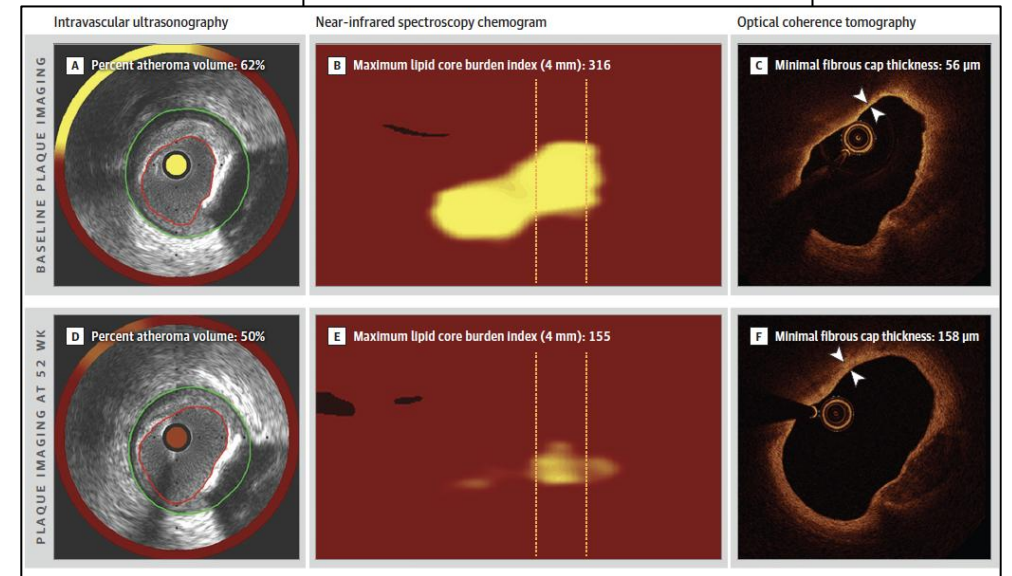 Intravascular ultrasonography
Near-infrared spectroscopy chemogram
Optical coherence tomography
BASELINE PLAQUE IMAGING
A Percent atheroma volume: 62%
B Maximum lipid core burden index (4 mm): 316
C Minimal fibrous cap thickness: 56 μm
PLAQUE IMAGING AT 52 WK
D Percent atheroma volume: 50%
E Maximum lipid core burden index (4 mm): 155
F Minimal fibrous cap thickness: 158 μm